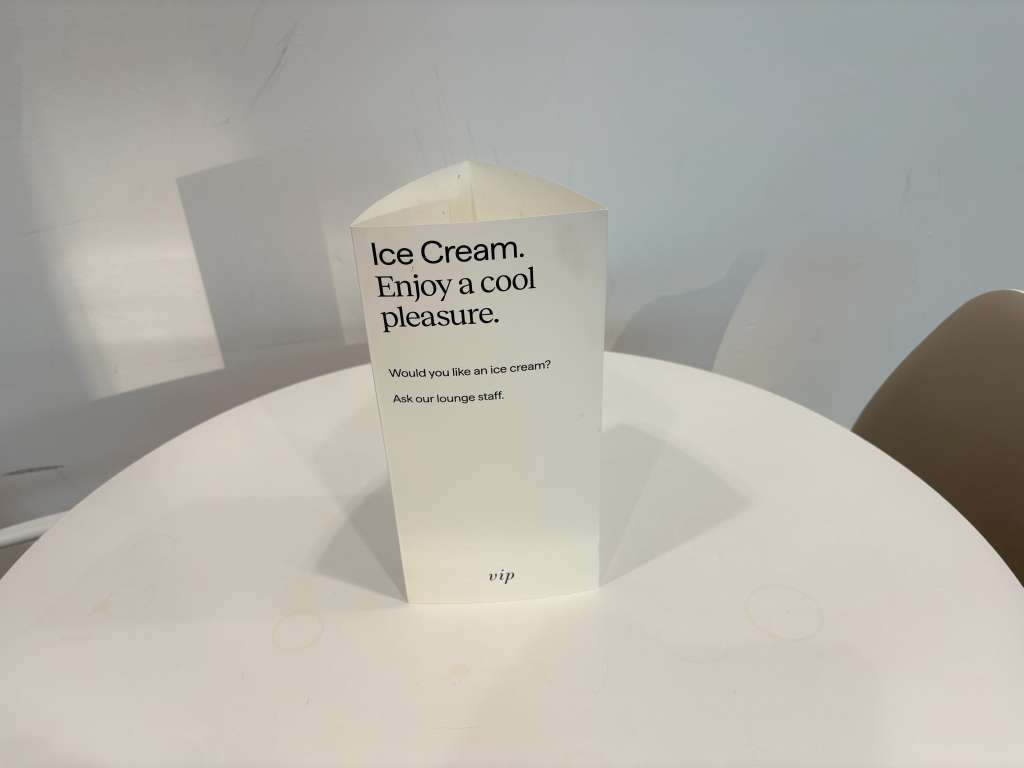 Ice Cream.
Enjoy a cool
pleasure.
Would you like an ice cream?
Ask our lounge staff.
vip